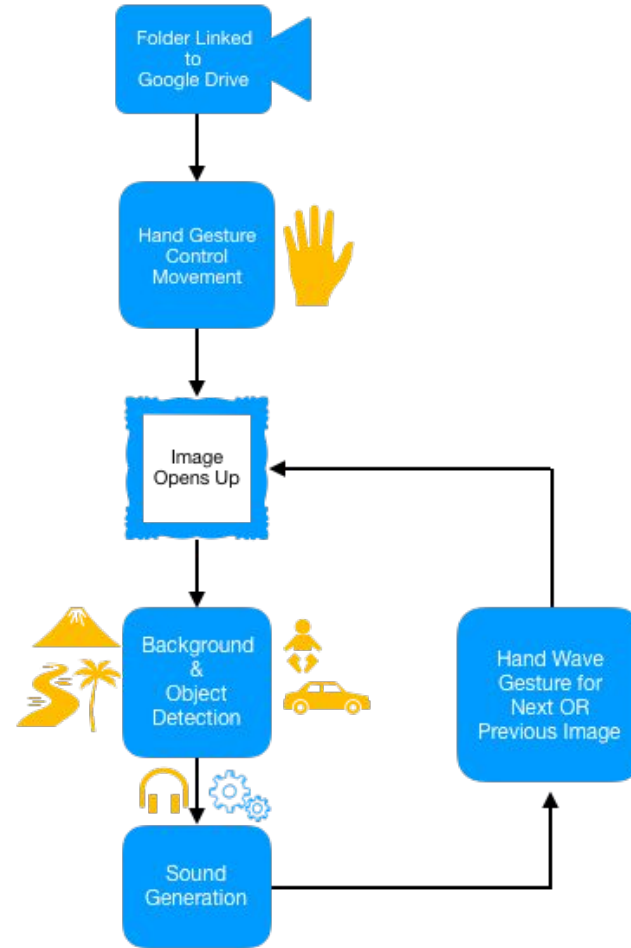 Folder Linked
to
Google Drive
Hand Gesture
Control
Movement
Image
Opens Up
Background
&
Object
Detection
Hand Wave
Gesture for
Next OR
Previous Image
Sound
Generation